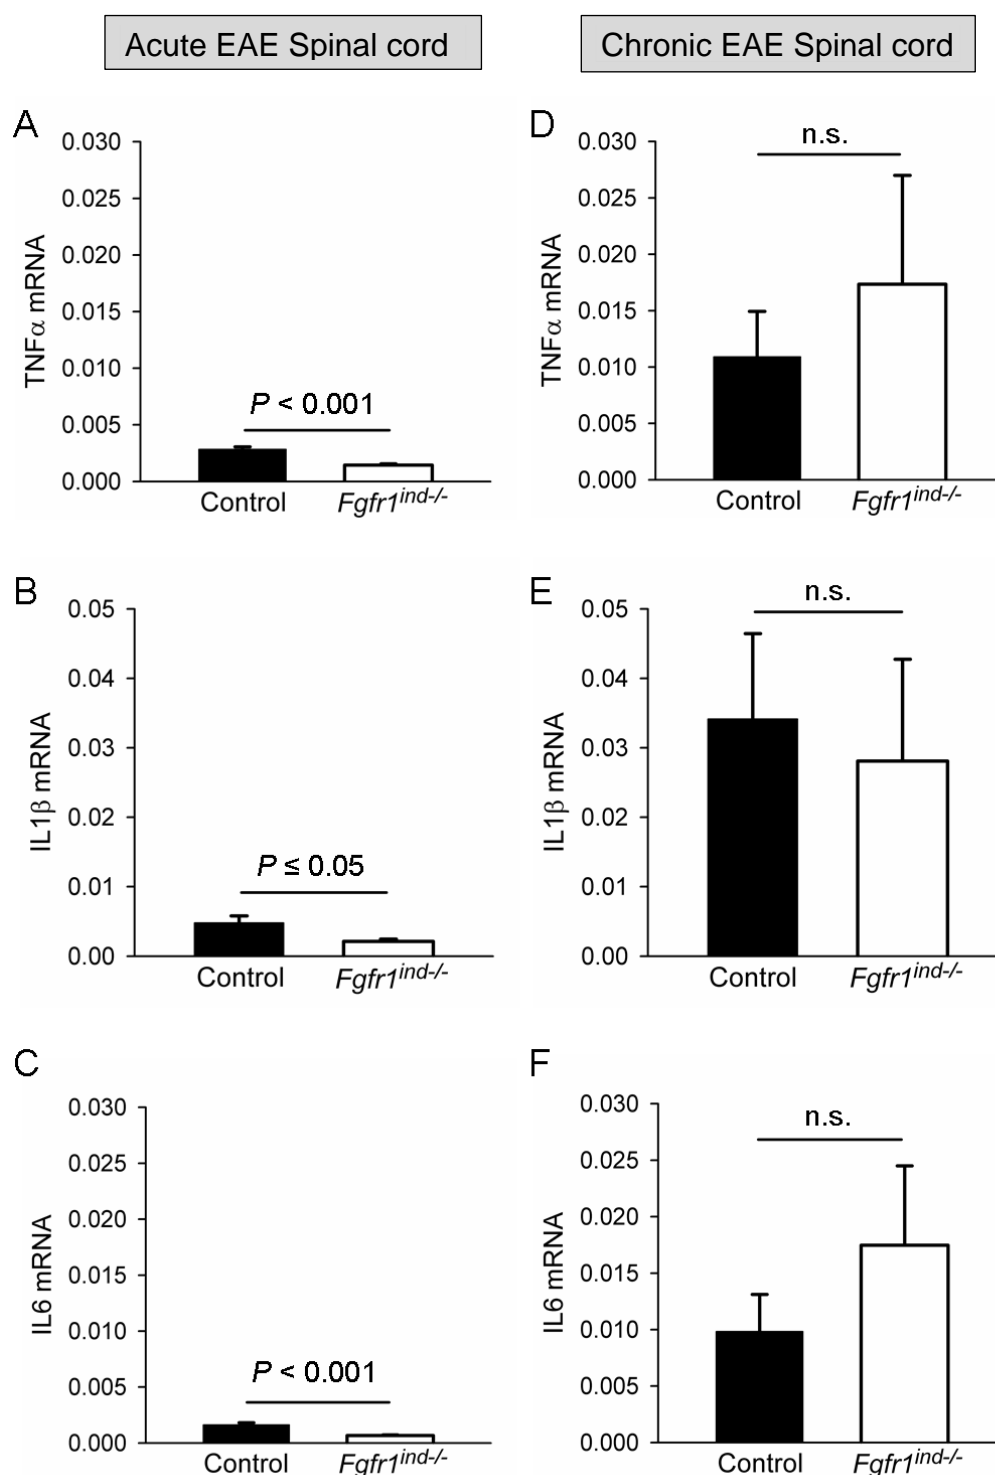 Acute EAE Spinal cord
Chronic EAE Spinal cord
A
0.030
0.025
0.020
0.015
0.010
0.005
0.000
TNFα mRNA
P < 0.001
Control
Fgfr1ind-/-
D
0.030
0.025
0.020
0.015
0.010
0.005
0.000
TNFα mRNA
n.s.
Control
Fgfr1ind-/-
B
0.05
0.04
0.03
0.02
0.01
0.00
IL1β mRNA
P ≤ 0.05
Control
Fgfr1ind-/-
E
0.05
0.04
0.03
0.02
0.01
0.00
IL1β mRNA
n.s.
Control
Fgfr1ind-/-
C
0.030
0.025
0.020
0.015
0.010
0.005
0.000
IL6 mRNA
P < 0.001
Control
Fgfr1ind-/-
F
0.030
0.025
0.020
0.015
0.010
0.005
0.000
IL6 mRNA
n.s.
Control
Fgfr1ind-/-